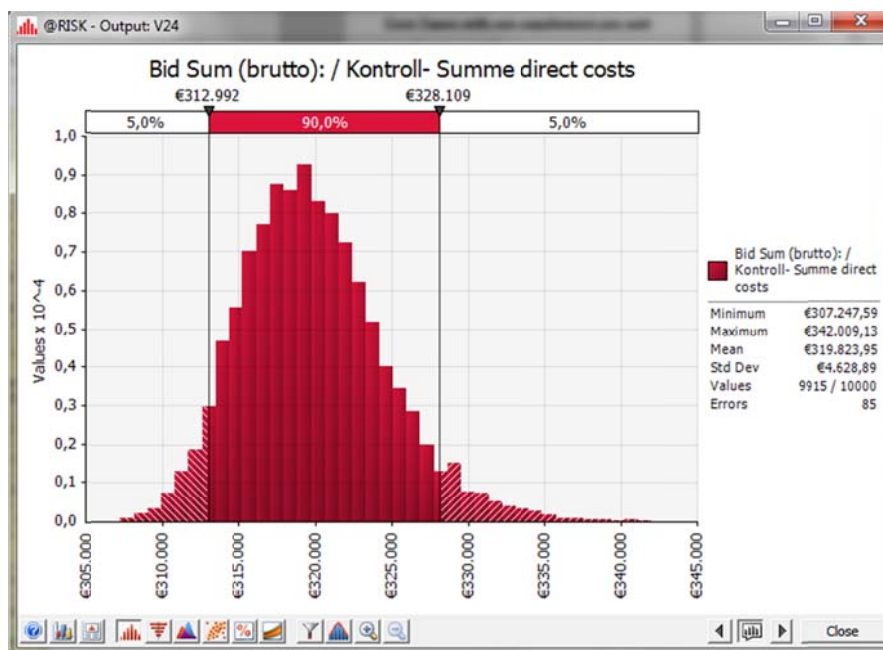 @RISK - Output: V24
Bid Sum (brutto): / Kontroll- Summe direct costs
€312.992 €328.109
5,0% 90,0% 5,0%
1,0
0,9
0,8
0,7
0,6
0,5
0,4
0,3
0,2
0,1
0,0
Values x 10^-4
€305.000
€310.000
€315.000
€320.000
€325.000
€330.000
€335.000
€340.000
€345.000
Bid Sum (brutto): /
Kontroll- Summe direct
costs
Minimum €307.247,59
Maximum €342.009,13
Mean €319.823,95
Std Dev €4.628,89
Values 9915 / 10000
Errors 85
Close